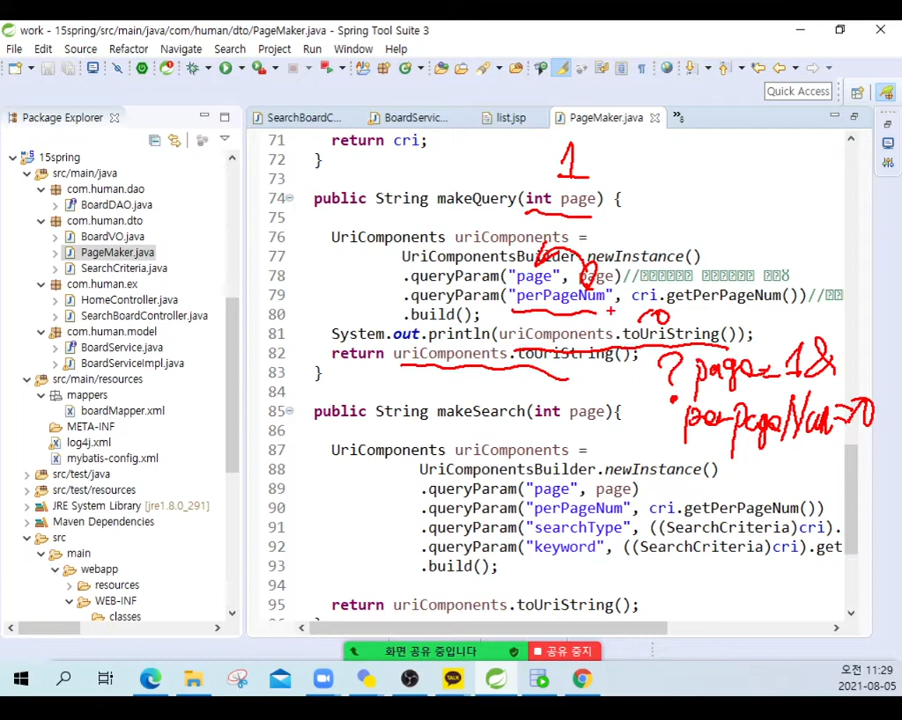 work - 15spring/src/main/java/com/human/dto/PageMaker.java - Spring Tool Suite 3
File Edit Source Refactor Navigate Search Project Run Window Help
Quick Access
Package Explorer
SearchBoardC...
BoardServic...
list.jsp
PageMaker.java
»5
15spring
src/main/java
com.human.dao
BoardDAO.java
com.human.dto
BoardVO.java
PageMaker.java
SearchCriteria.java
com.human.ex
HomeController.java
SearchBoardController.java
com.human.model
BoardService.java
BoardServiceImpl.java
src/main/resources
mappers
boardMapper.xml
META-INF
log4j.xml
mybatis-config.xml
src/test/java
src/test/resources
JRE System Library [jre1.8.0_291]
Maven Dependencies
src
main
webapp
resources
WEB-INF
classes
71 return cri;
72 }
73
1
74 public String makeQuery(int page) {
75
76 UriComponents uriComponents =
77 UriComponentsBuilder.newInstance()
78 .queryParam("page", page)//
79 .queryParam("perPageNum", cri.getPerPageNum())//
80 .build();
10
81 System.out.println(uriComponents.toUriString());
82 return uriComponents.toUriString();
83 }
? page=1&
perpageNum=10
84
85 public String makeSearch(int page){
86
87 UriComponents uriComponents =
88 UriComponentsBuilder.newInstance()
89 .queryParam("page", page)
90 .queryParam("perPageNum", cri.getPerPageNum())
91 .queryParam("searchType", ((SearchCriteria)cri).
92 .queryParam("keyword", ((SearchCriteria)cri).get
93 .build();
94
95 return uriComponents.toUriString();
화면 공유 중입니다
공유 중지
TALK
오전 11:29
2021-08-05